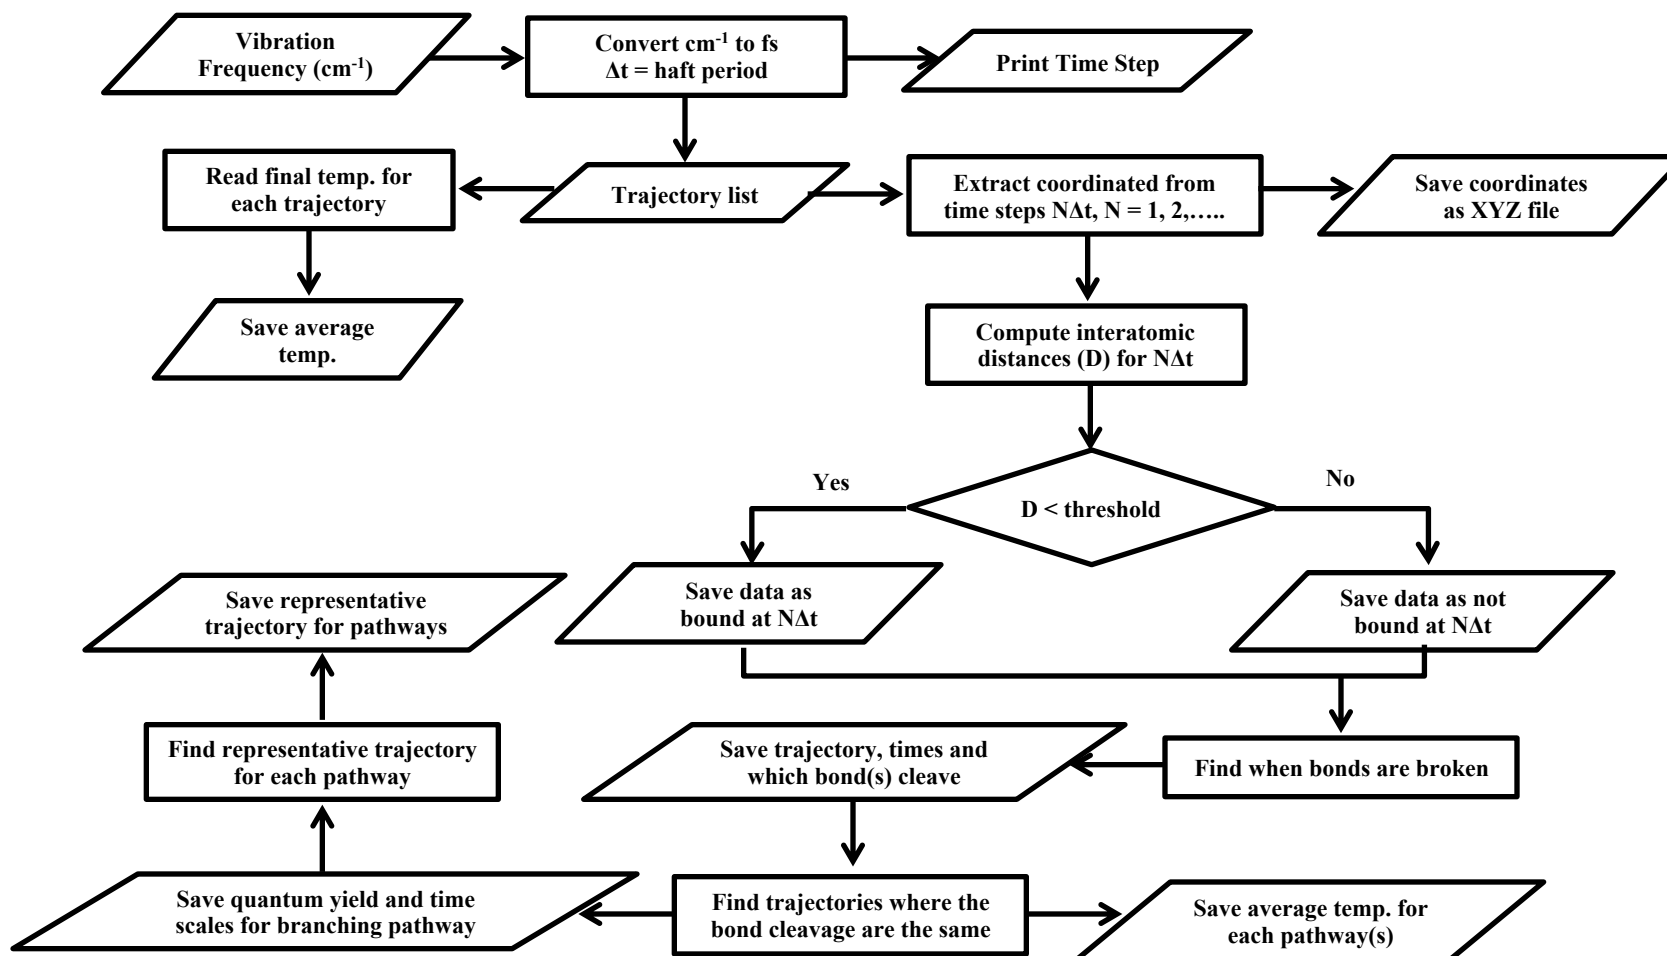 Vibration
Frequency (cm⁻¹)
Convert cm⁻¹ to fs
Δt = haft period
Print Time Step
Read final temp. for
each trajectory
Trajectory list
Extract coordinated from
time steps NΔt, N = 1, 2,…..
Save coordinates
as XYZ file
Save average
temp.
Compute interatomic
distances (D) for NΔt
Yes
No
D < threshold
Save data as
bound at NΔt
Save data as not
bound at NΔt
Save representative
trajectory for pathways
Find representative trajectory
for each pathway
Save trajectory, times and
which bond(s) cleave
Find when bonds are broken
Save quantum yield and time
scales for branching pathway
Find trajectories where the
bond cleavage are the same
Save average temp. for
each pathway(s)